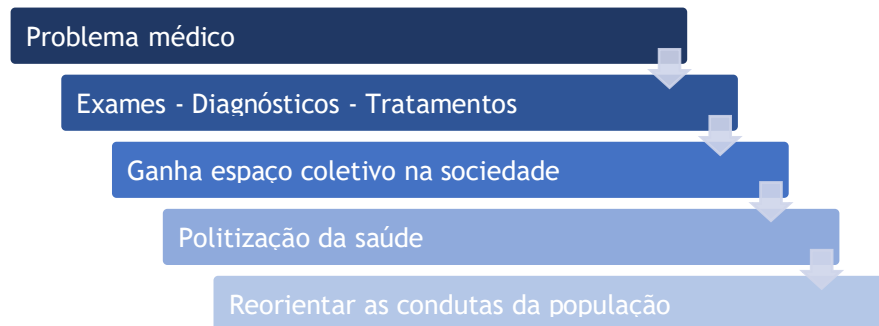 Problema médico
Exames - Diagnósticos - Tratamentos
Ganha espaço coletivo na sociedade
Politização da saúde
Reorientar as condutas da população